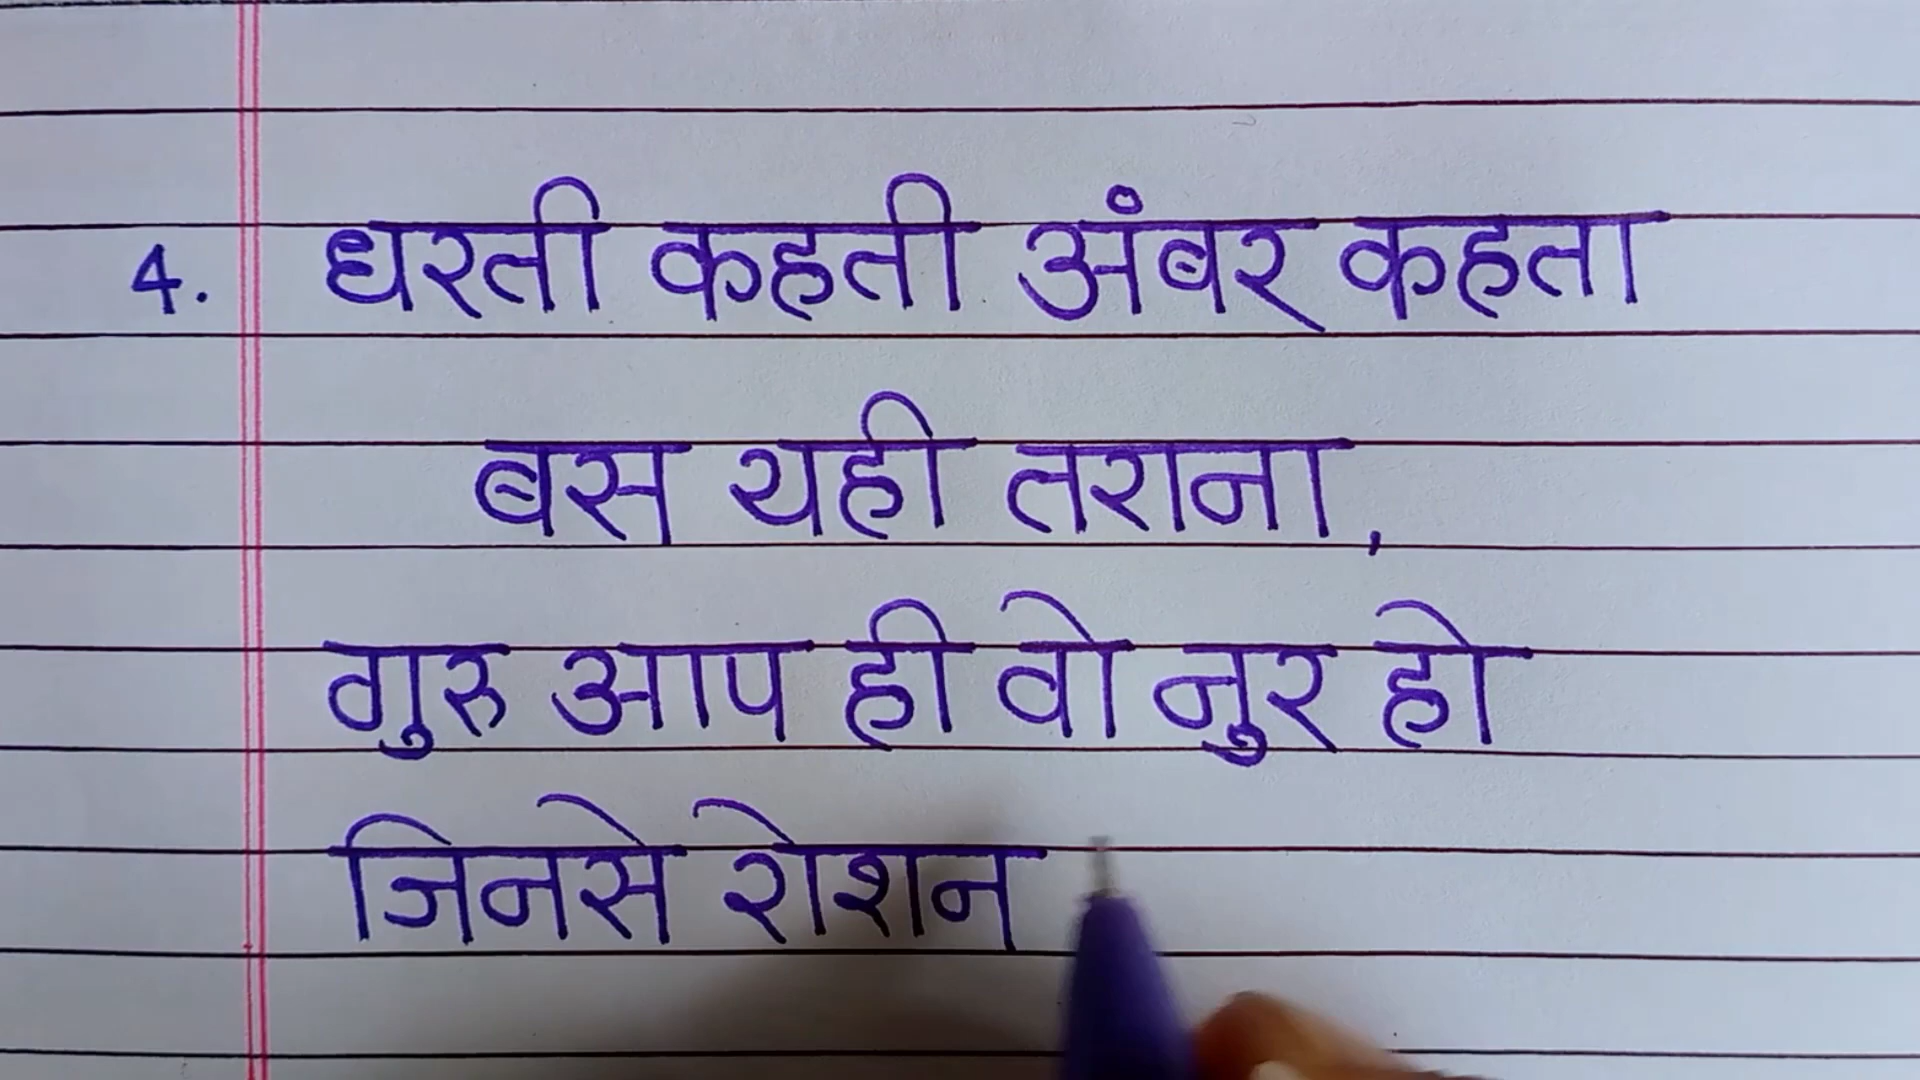 4. धरती कहती अंबर कहता
बस यही तराना,
गुरु आप ही वो नुर हो
जिनसे रोशन